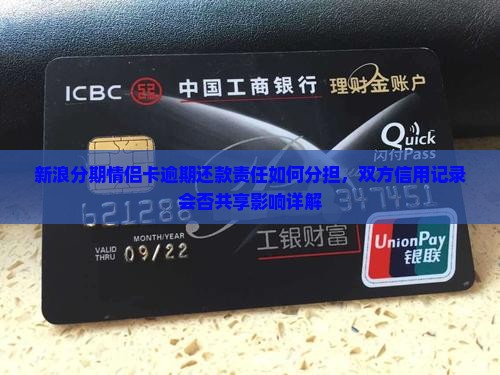 ICBC 中国工商银行 理财金账户
Quick
闪付Pass
新浪分期情侣卡逾期还款责任如何分担，双方信用记录
会否共享影响详解
621286 347451
MONTH/YEAR
VALID
THRU 09/22
工银财富
UnionPay
银联